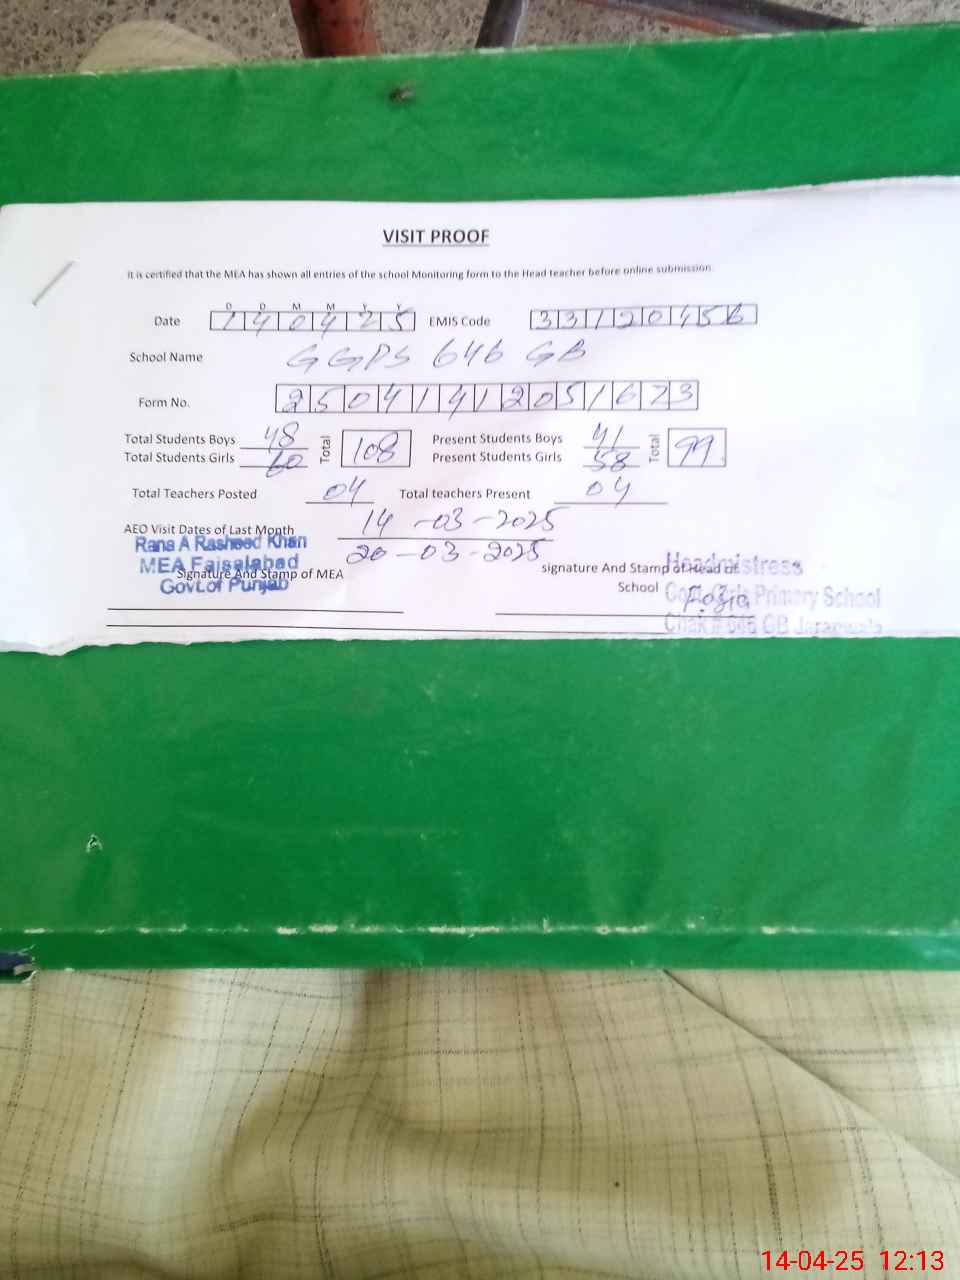 VISIT PROOF
It is certified that the MEA has shown all entries of the school Monitoring form to the Head teacher before online submission.
D D M M Y Y
Date 140425 EMIS Code 33120456
School Name GGPS 646 GB
Form No. 25041412051673
Total Students Boys 48 Total 108 Present Students Boys 41 Total 99
Total Students Girls 60 Present Students Girls 58
Total Teachers Posted 04 Total teachers Present 04
AEO Visit Dates of Last Month 14-03-2025
20-03-2025
Rana A Rasheed Khan
MEA Faisalabad
Govt.of Punjab
Signature And Stamp of MEA
signature And Stamp of Head of School
Headmistress
Govt. Girls Primary School
Chak # 646 GB Jaranwala
Fozia
14-04-25 12:13